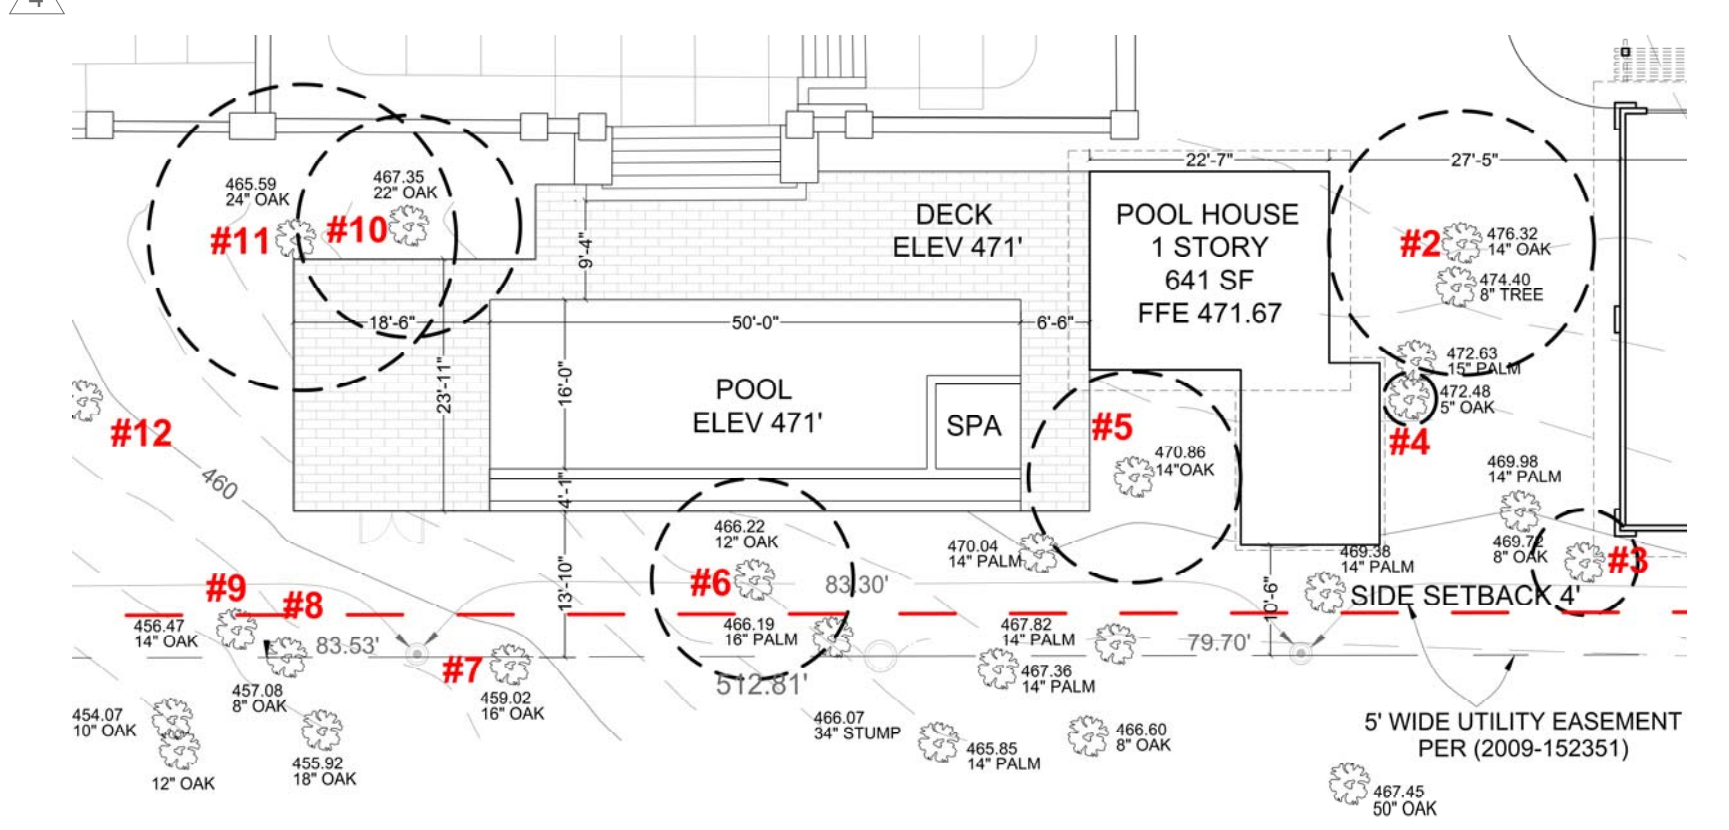 4
465.59
24" OAK
467.35
22" OAK
#11
#10
9'-4"
DECK
ELEV 471'
22'-7"
27'-5"
POOL HOUSE
1 STORY
641 SF
FFE 471.67
#2
476.32
14" OAK
474.40
8" TREE
18'-6"
50'-0"
6'-6"
472.63
15" PALM
472.48
5" OAK
#4
23'-11"
16'-0"
POOL
ELEV 471'
SPA
#5
470.86
14"OAK
#12
460
4'-1"
469.98
14" PALM
466.22
12" OAK
470.04
14" PALM
469.38
14" PALM
469.72
8" OAK
#3
#6
83.30'
13'-10"
10'-6"
SIDE SETBACK 4'
#9
#8
456.47
14" OAK
83.53'
#7
466.19
16" PALM
467.82
14" PALM
79.70'
457.08
8" OAK
459.02
16" OAK
512.81'
467.36
14" PALM
454.07
10" OAK
466.07
34" STUMP
466.60
8" OAK
5' WIDE UTILITY EASEMENT
PER (2009-152351)
12" OAK
455.92
18" OAK
465.85
14" PALM
467.45
50" OAK